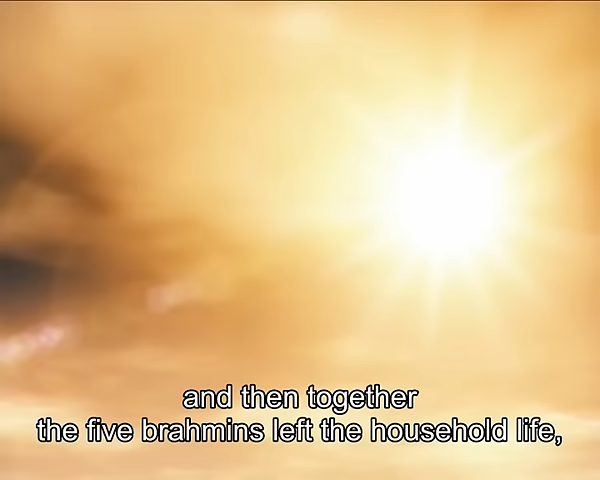 and then together
the five brahmins left the household life,